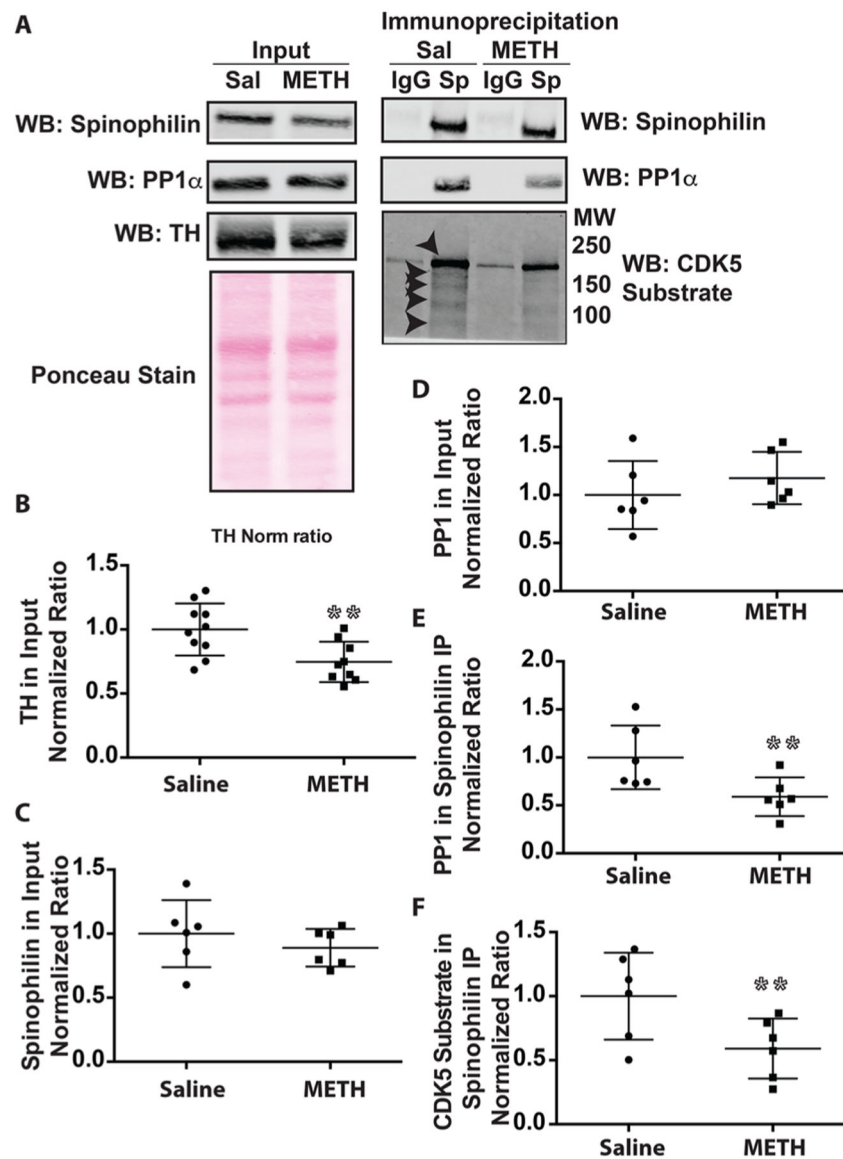 A
Input
Sal METH
WB: Spinophilin
WB: PP1α
WB: TH
Ponceau Stain
Immunoprecipitation
Sal METH
IgG Sp IgG Sp
WB: Spinophilin
WB: PP1α
MW
250
150
100
WB: CDK5
Substrate
B
TH Norm ratio
TH in Input
Normalized Ratio
1.5
1.0
0.5
0.0
**
Saline METH
C
Spinophilin in Input
Normalized Ratio
1.5
1.0
0.5
0.0
Saline METH
D
PP1 in Input
Normalized Ratio
2.0
1.5
1.0
0.5
0.0
Saline METH
E
PP1 in Spinophilin IP
Normalized Ratio
2.0
1.5
1.0
0.5
0.0
**
Saline METH
F
CDK5 Substrate in
Spinophilin IP
Normalized Ratio
1.5
1.0
0.5
0.0
**
Saline METH